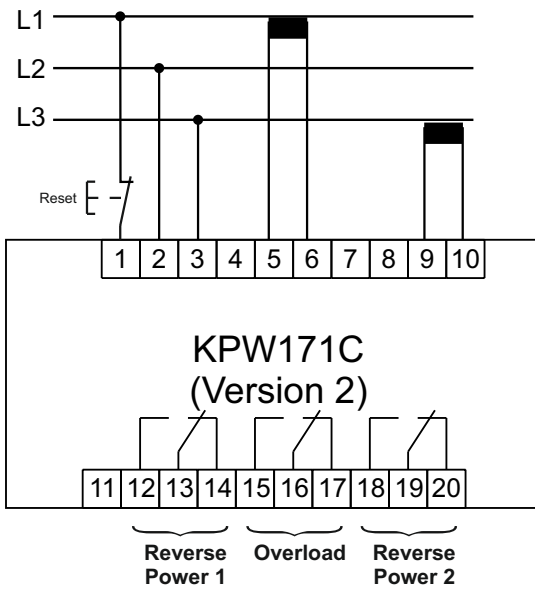 L1
L2
L3
Reset
1 2 3 4 5 6 7 8 9 10
KPW171C
(Version 2)
11 12 13 14 15 16 17 18 19 20
Reverse Power 1
Overload
Reverse Power 2